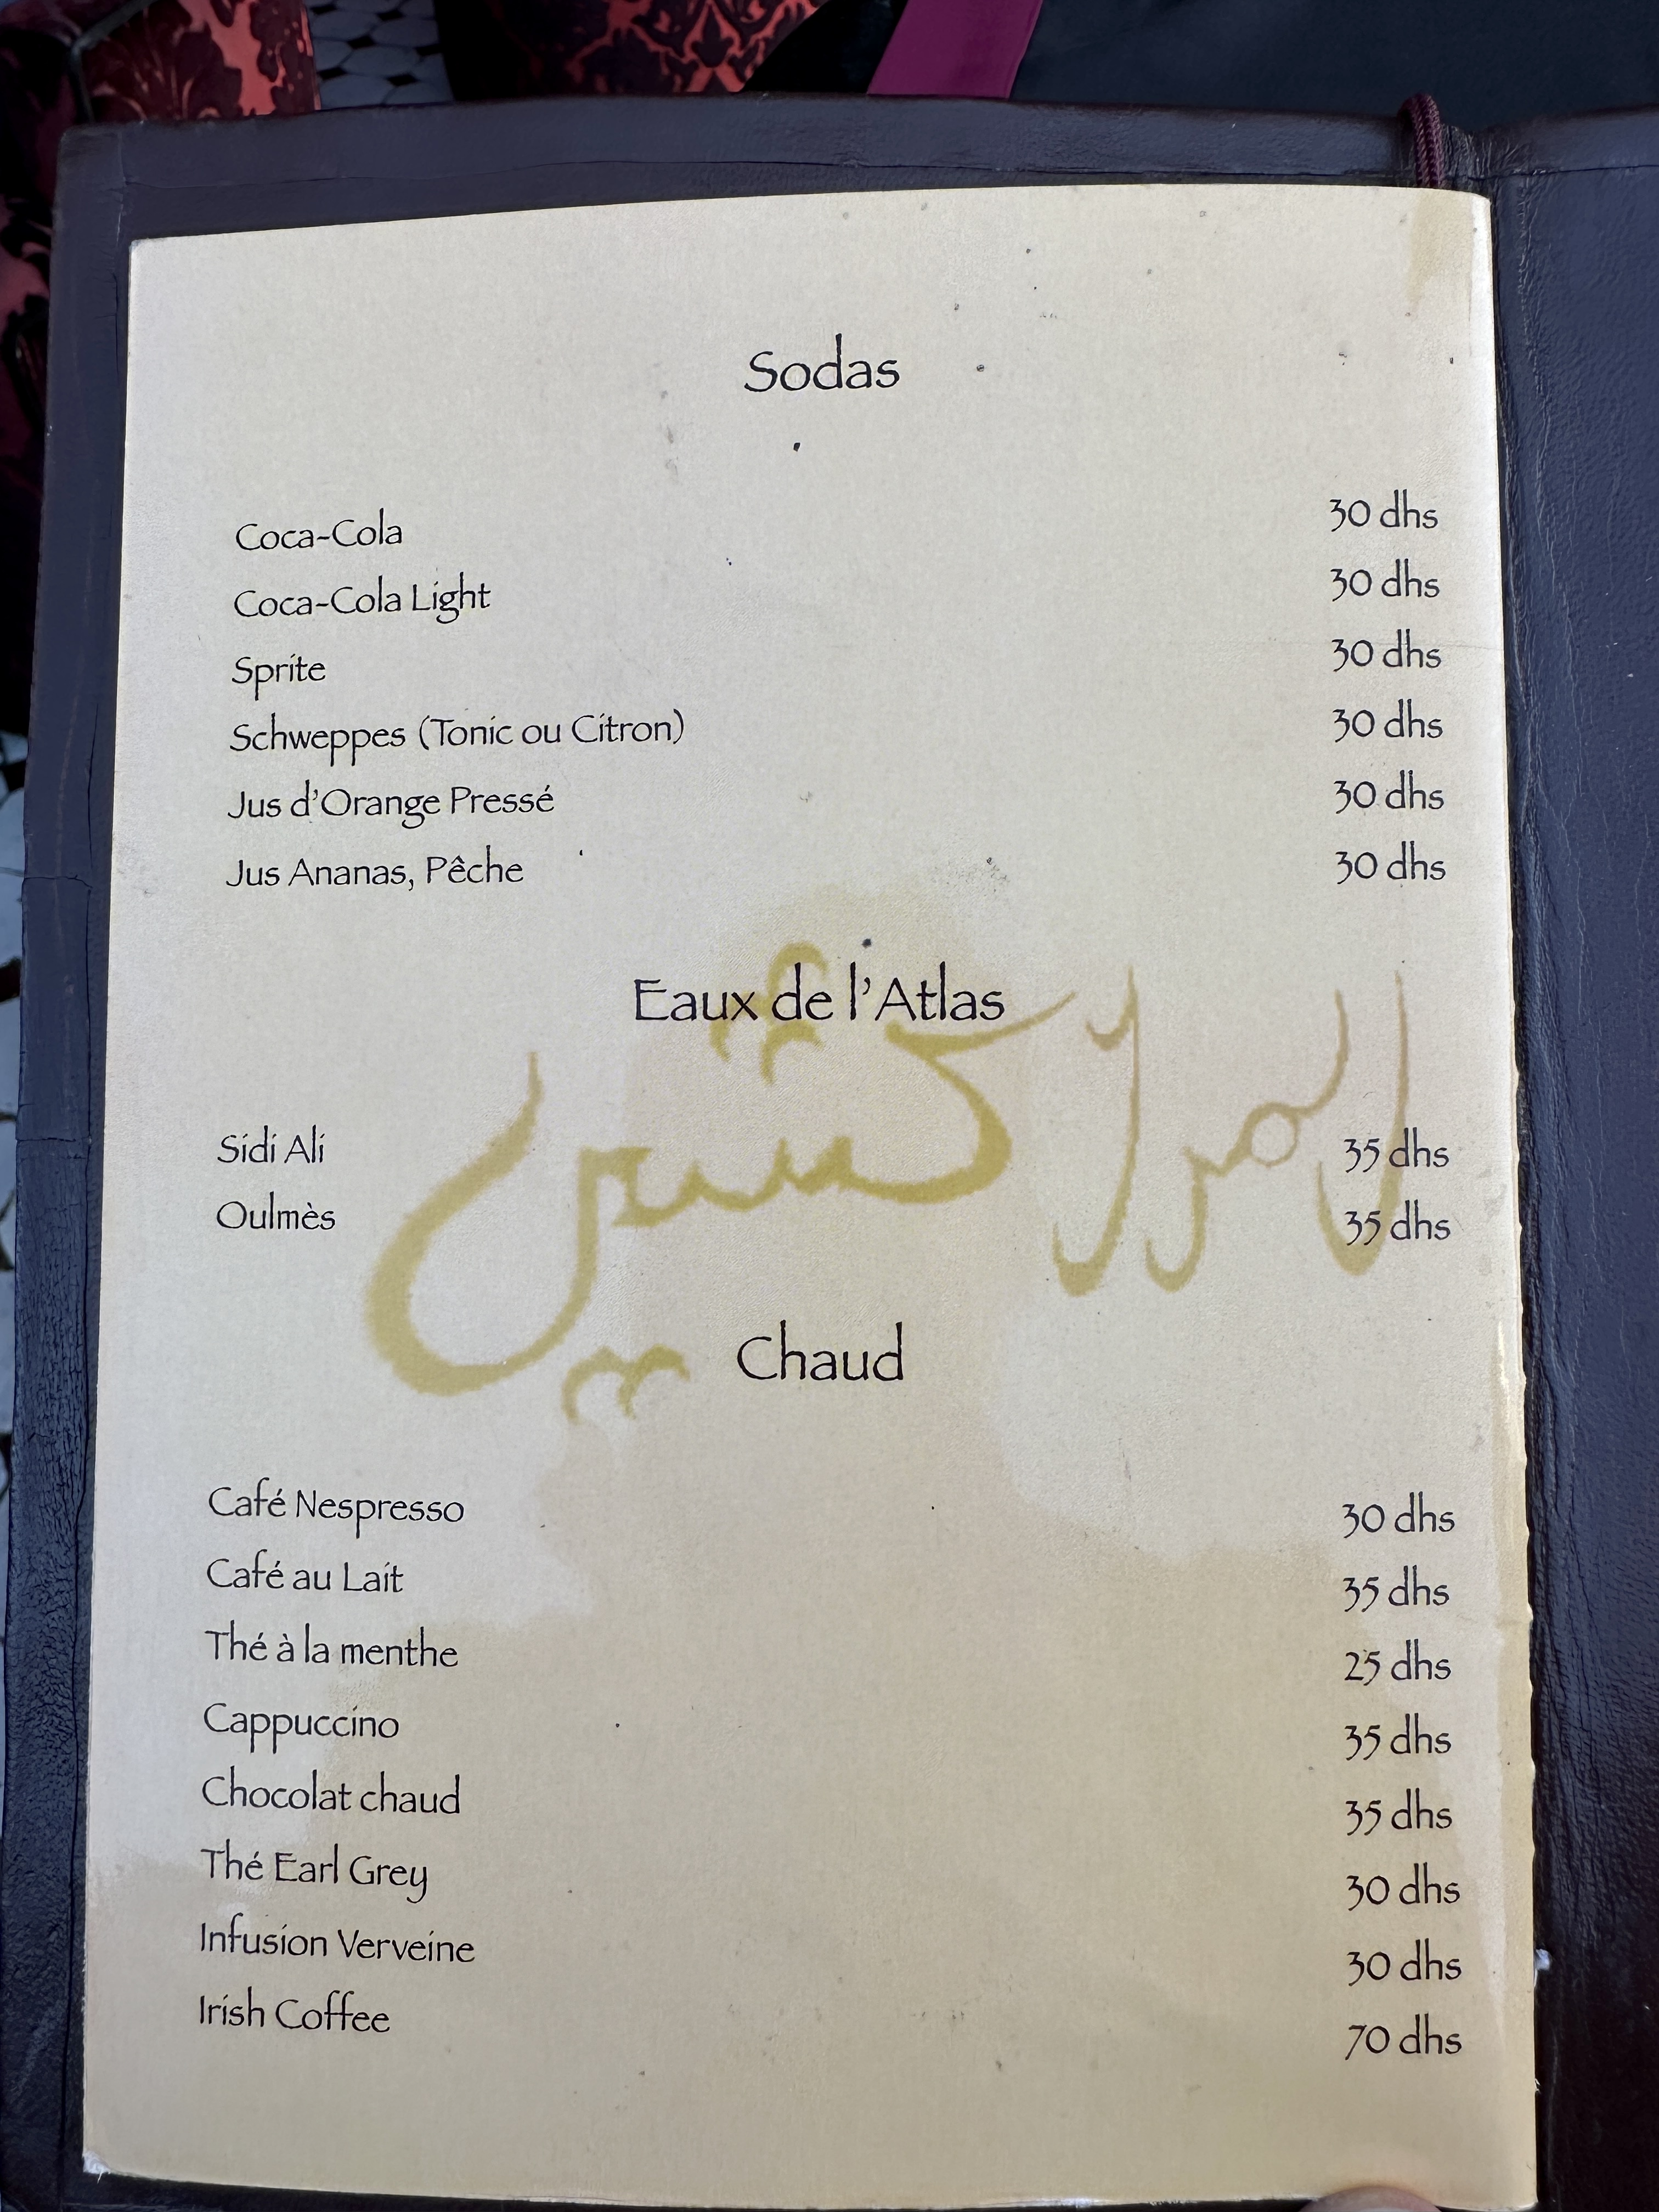 Sodas
Coca-Cola 30 dhs
Coca-Cola Light 30 dhs
Sprite 30 dhs
Schweppes (Tonic ou Citron) 30 dhs
Jus d'Orange Pressé 30 dhs
Jus Ananas, Pêche 30 dhs
Eaux de l'Atlas
Sidi Ali 35 dhs
Oulmès 35 dhs
Chaud
Café Nespresso 30 dhs
Café au Lait 35 dhs
Thé à la menthe 25 dhs
Cappuccino 35 dhs
Chocolat chaud 35 dhs
Thé Earl Grey 30 dhs
Infusion Verveine 30 dhs
Irish Coffee 70 dhs